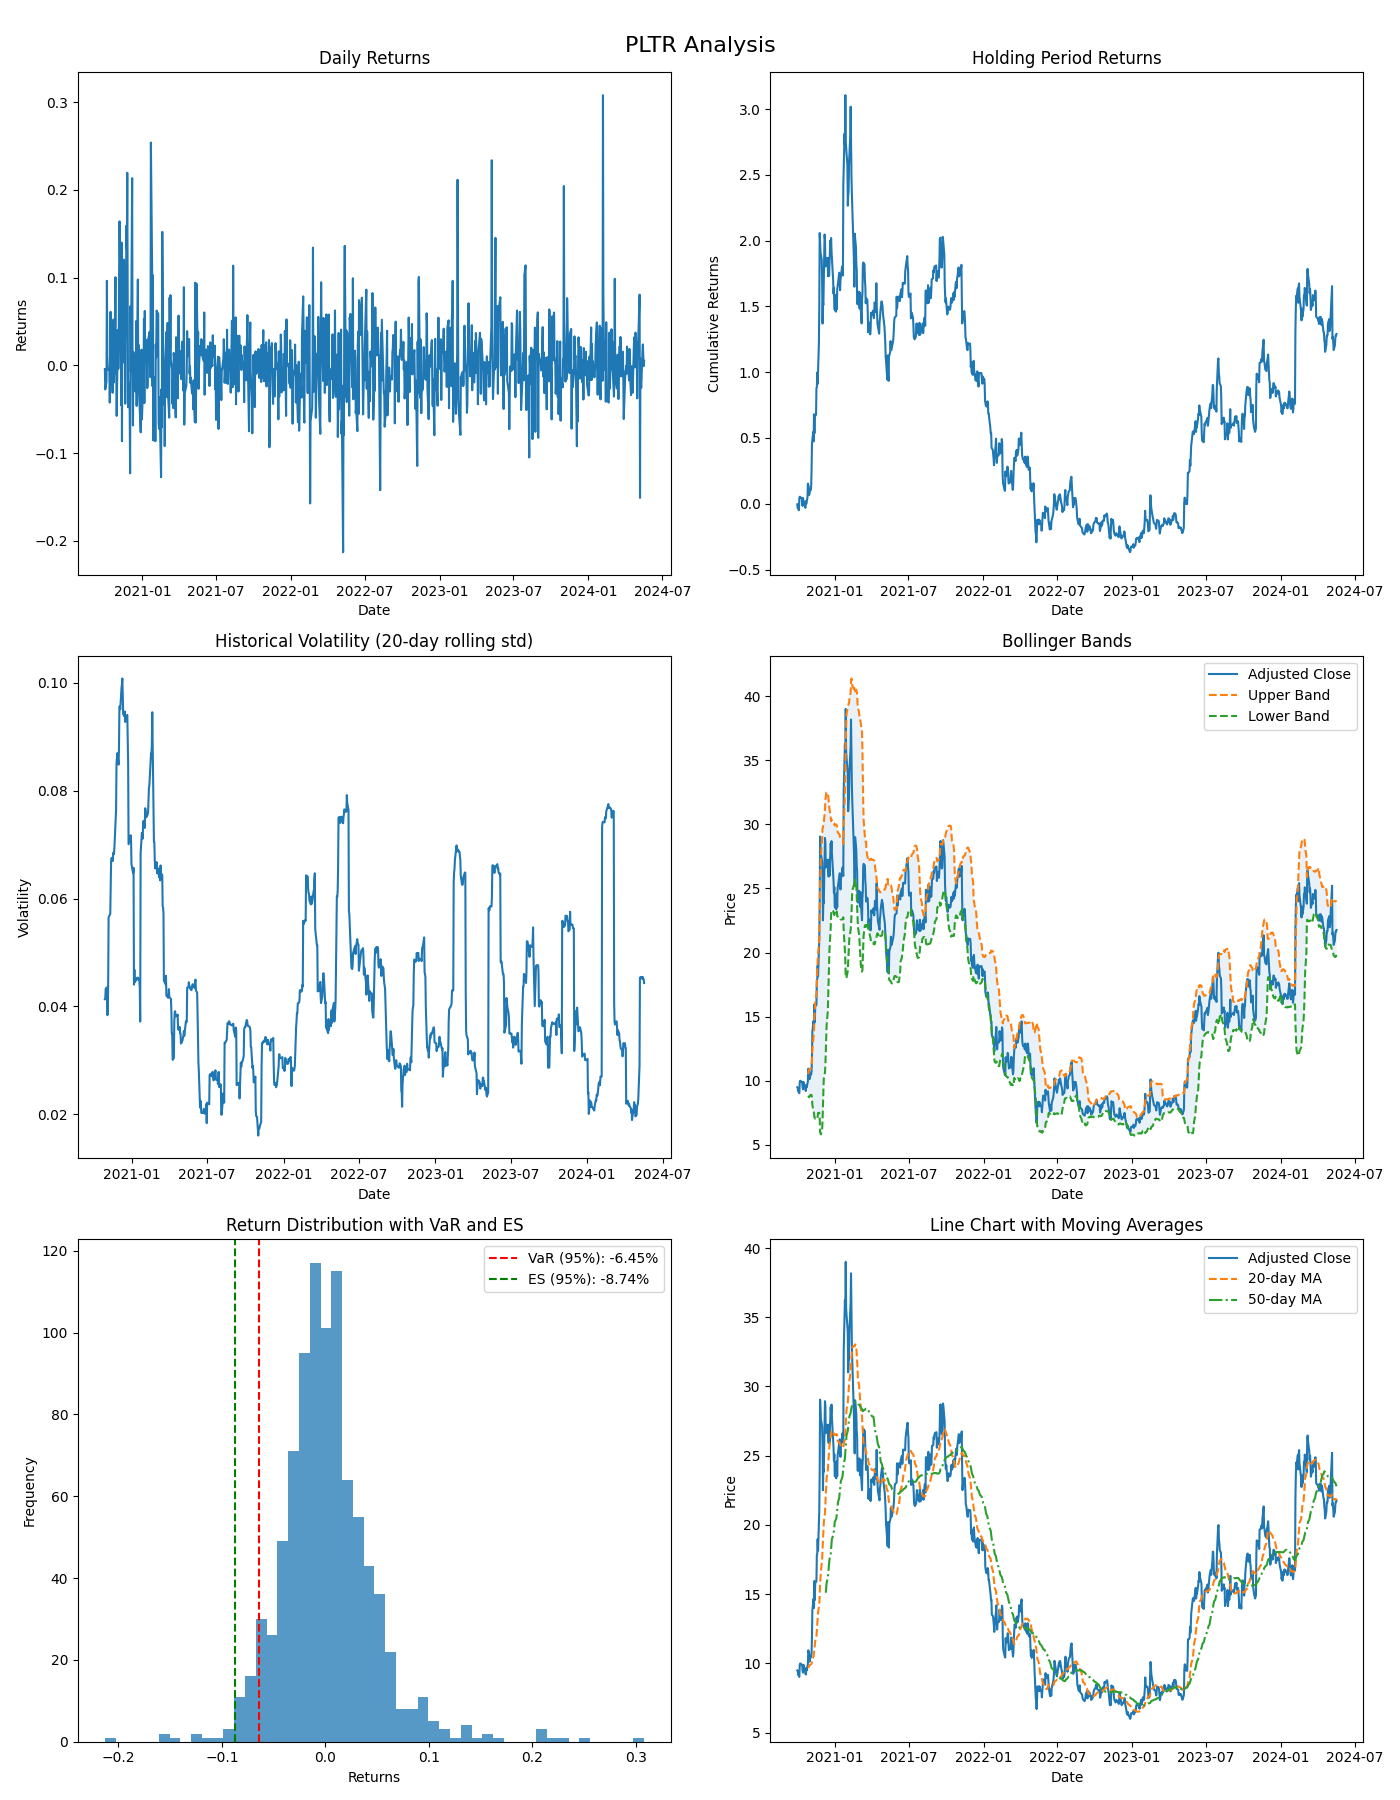 PLTR Analysis
Daily Returns
Returns
0.3
0.2
0.1
0.0
−0.1
−0.2
2021-01 2021-07 2022-01 2022-07 2023-01 2023-07 2024-01 2024-07
Date
Holding Period Returns
Cumulative Returns
3.0
2.5
2.0
1.5
1.0
0.5
0.0
−0.5
2021-01 2021-07 2022-01 2022-07 2023-01 2023-07 2024-01 2024-07
Date
Historical Volatility (20-day rolling std)
Volatility
0.10
0.08
0.06
0.04
0.02
2021-01 2021-07 2022-01 2022-07 2023-01 2023-07 2024-01 2024-07
Date
Bollinger Bands
Adjusted Close
Upper Band
Lower Band
Price
40
35
30
25
20
15
10
5
2021-01 2021-07 2022-01 2022-07 2023-01 2023-07 2024-01 2024-07
Date
Return Distribution with VaR and ES
VaR (95%): -6.45%
ES (95%): -8.74%
Frequency
120
100
80
60
40
20
0
−0.2 −0.1 0.0 0.1 0.2 0.3
Returns
Line Chart with Moving Averages
Adjusted Close
20-day MA
50-day MA
Price
40
35
30
25
20
15
10
5
2021-01 2021-07 2022-01 2022-07 2023-01 2023-07 2024-01 2024-07
Date